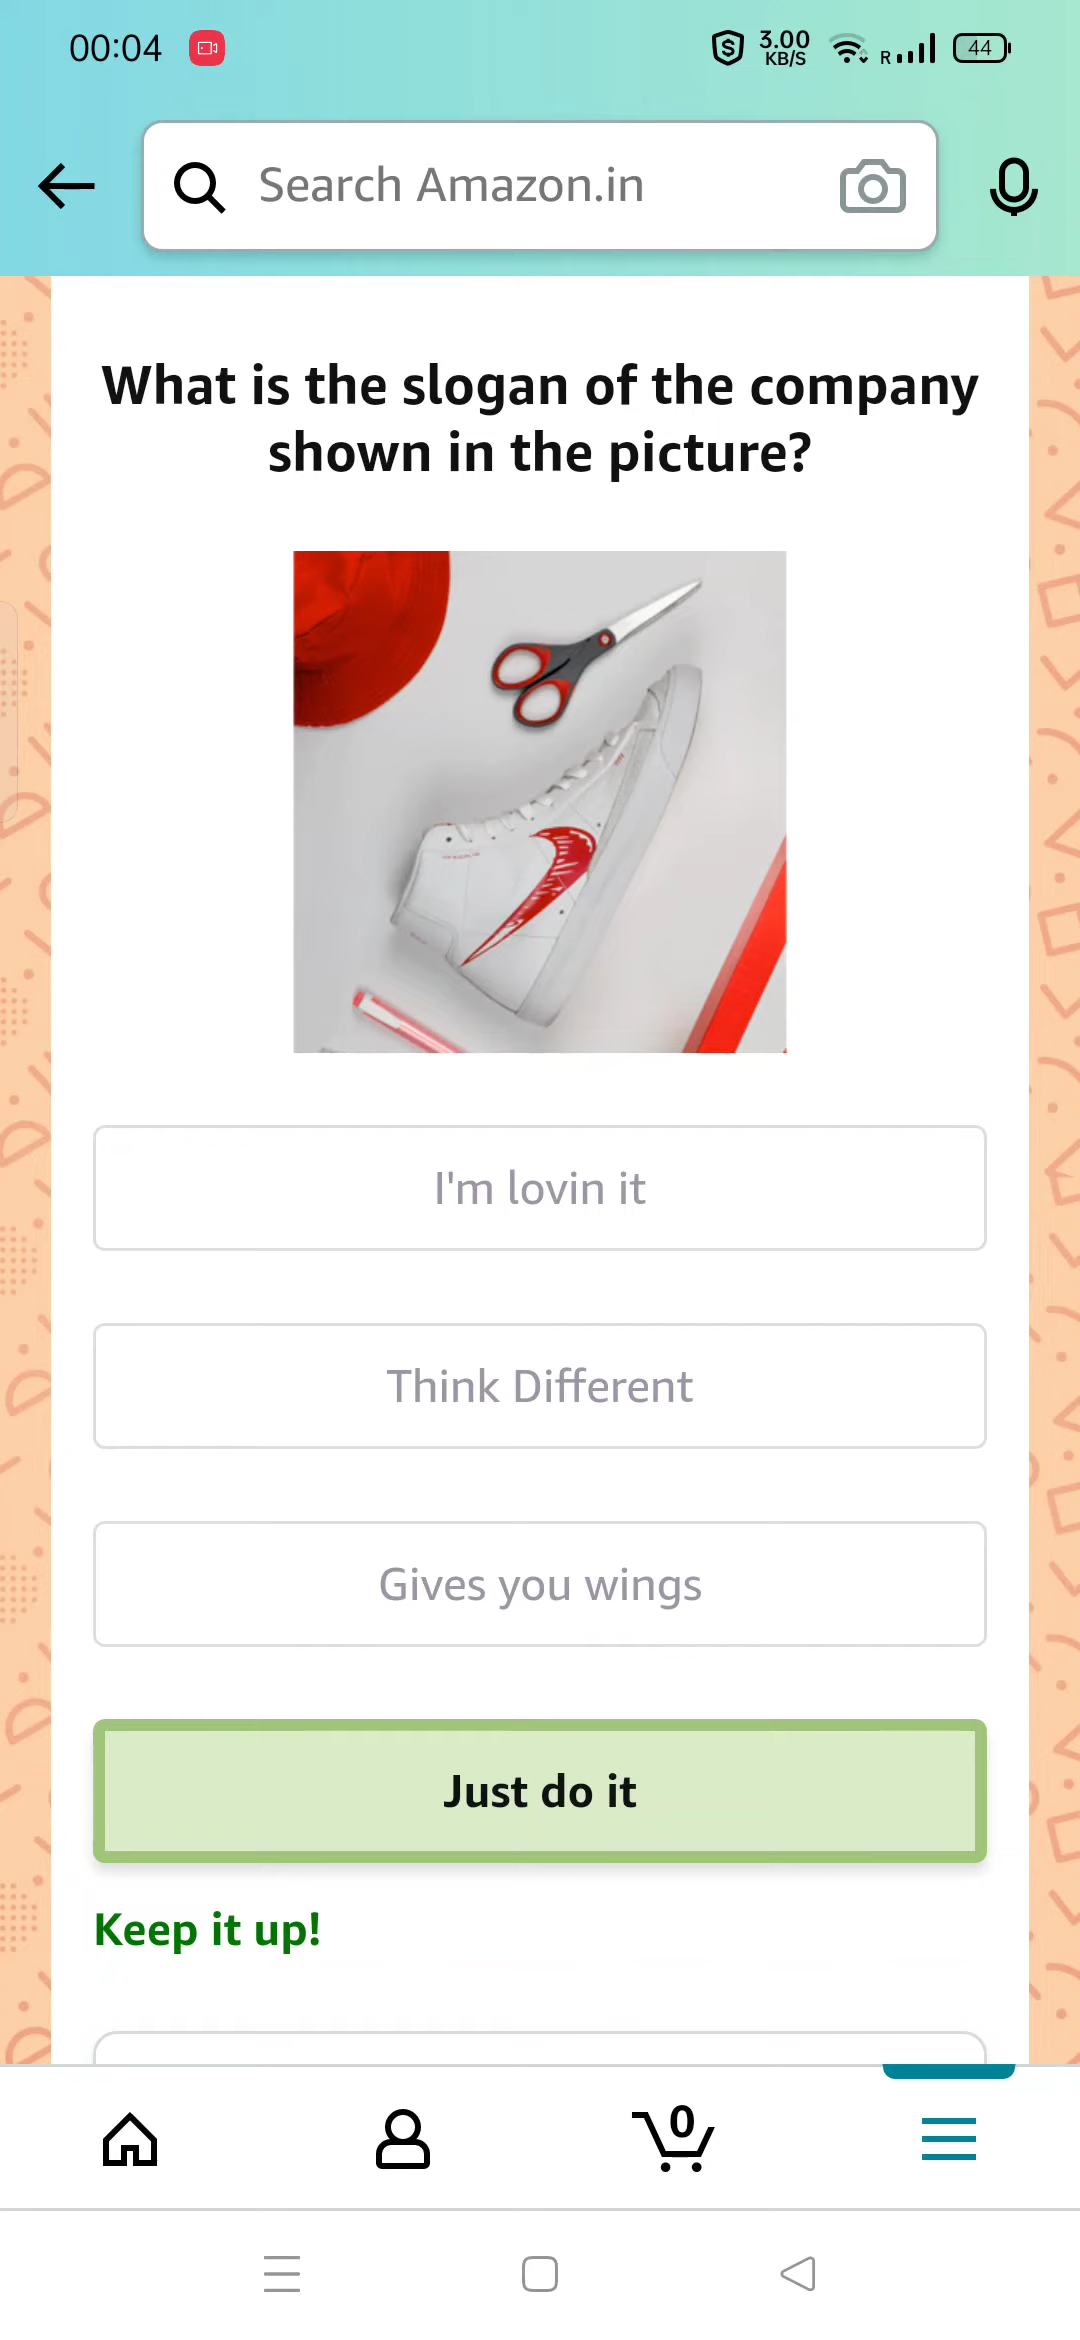 00:04
3.00
KB/S
R
44
Search Amazon.in
What is the slogan of the company
shown in the picture?
I'm lovin it
Think Different
Gives you wings
Just do it
Keep it up!
0